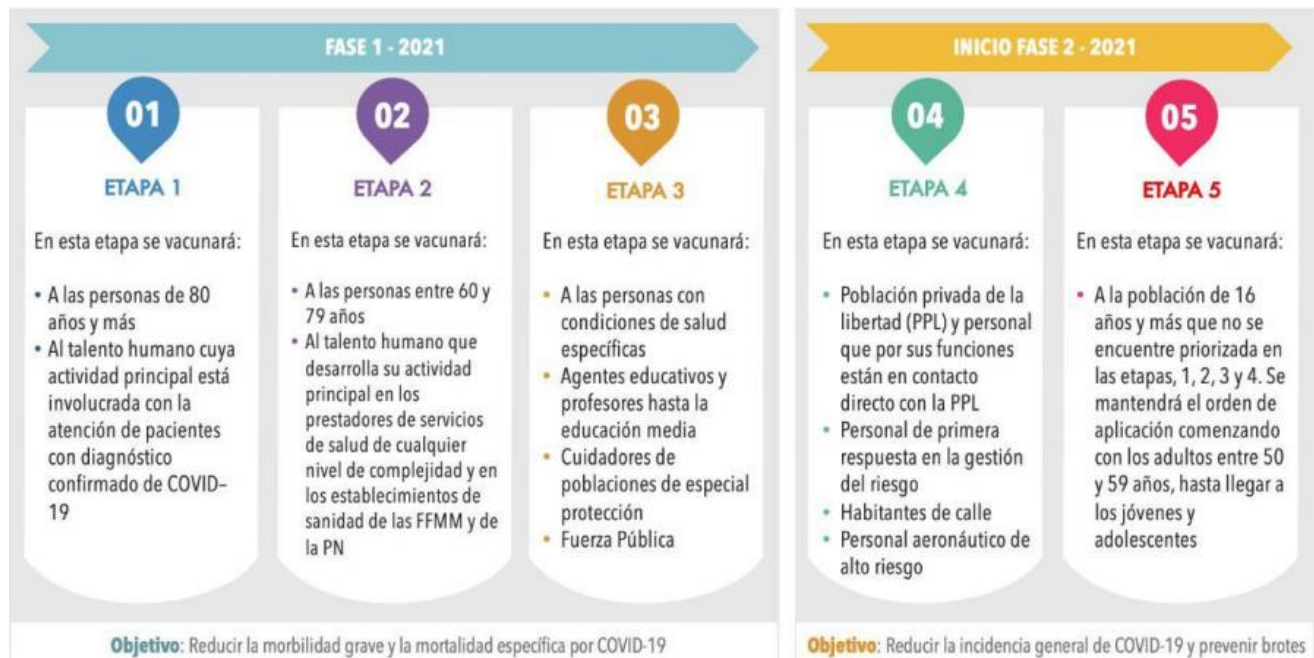 FASE 1 - 2021
01
ETAPA 1
En esta etapa se vacunará:
• A las personas de 80
años y más
• Al talento humano cuya
actividad principal está
involucrada con la
atención de pacientes
con diagnóstico
confirmado de COVID–
19
02
ETAPA 2
En esta etapa se vacunará:
• A las personas entre 60 y
79 años
• Al talento humano que
desarrolla su actividad
principal en los
prestadores de servicios
de salud de cualquier
nivel de complejidad y en
los establecimientos de
sanidad de las FFMM y de
la PN
03
ETAPA 3
En esta etapa se vacunará:
• A las personas con
condiciones de salud
específicas
• Agentes educativos y
profesores hasta la
educación media
• Cuidadores de
poblaciones de especial
protección
• Fuerza Pública
Objetivo: Reducir la morbilidad grave y la mortalidad específica por COVID-19
INICIO FASE 2 - 2021
04
ETAPA 4
En esta etapa se vacunará:
• Población privada de la
libertad (PPL) y personal
que por sus funciones
están en contacto
directo con la PPL
• Personal de primera
respuesta en la gestión
del riesgo
• Habitantes de calle
• Personal aeronáutico de
alto riesgo
05
ETAPA 5
En esta etapa se vacunará:
• A la población de 16
años y más que no se
encuentre priorizada en
las etapas, 1, 2, 3 y 4. Se
mantendrá el orden de
aplicación comenzando
con los adultos entre 50
y 59 años, hasta llegar a
los jóvenes y
adolescentes
Objetivo: Reducir la incidencia general de COVID-19 y prevenir brotes